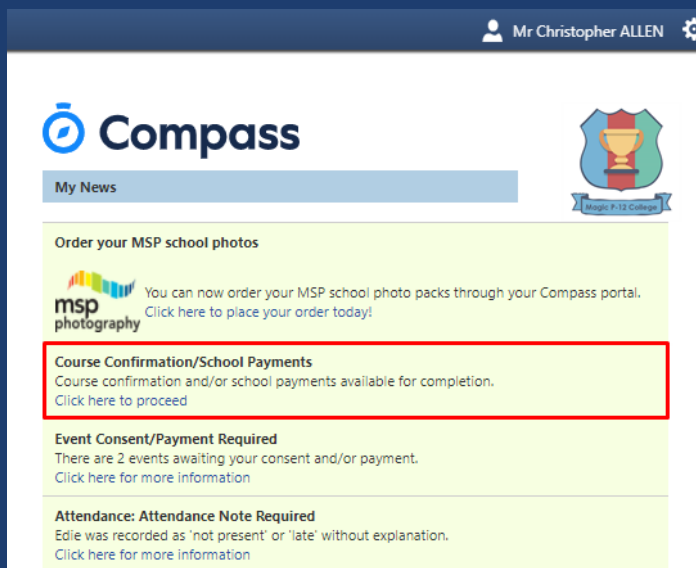 Mr Christopher ALLEN
Compass
My News
Magic P-12 College
Order your MSP school photos
msp
photography
You can now order your MSP school photo packs through your Compass portal.
Click here to place your order today!
Course Confirmation/School Payments
Course confirmation and/or school payments available for completion.
Click here to proceed
Event Consent/Payment Required
There are 2 events awaiting your consent and/or payment.
Click here for more information
Attendance: Attendance Note Required
Edie was recorded as 'not present' or 'late' without explanation.
Click here for more information